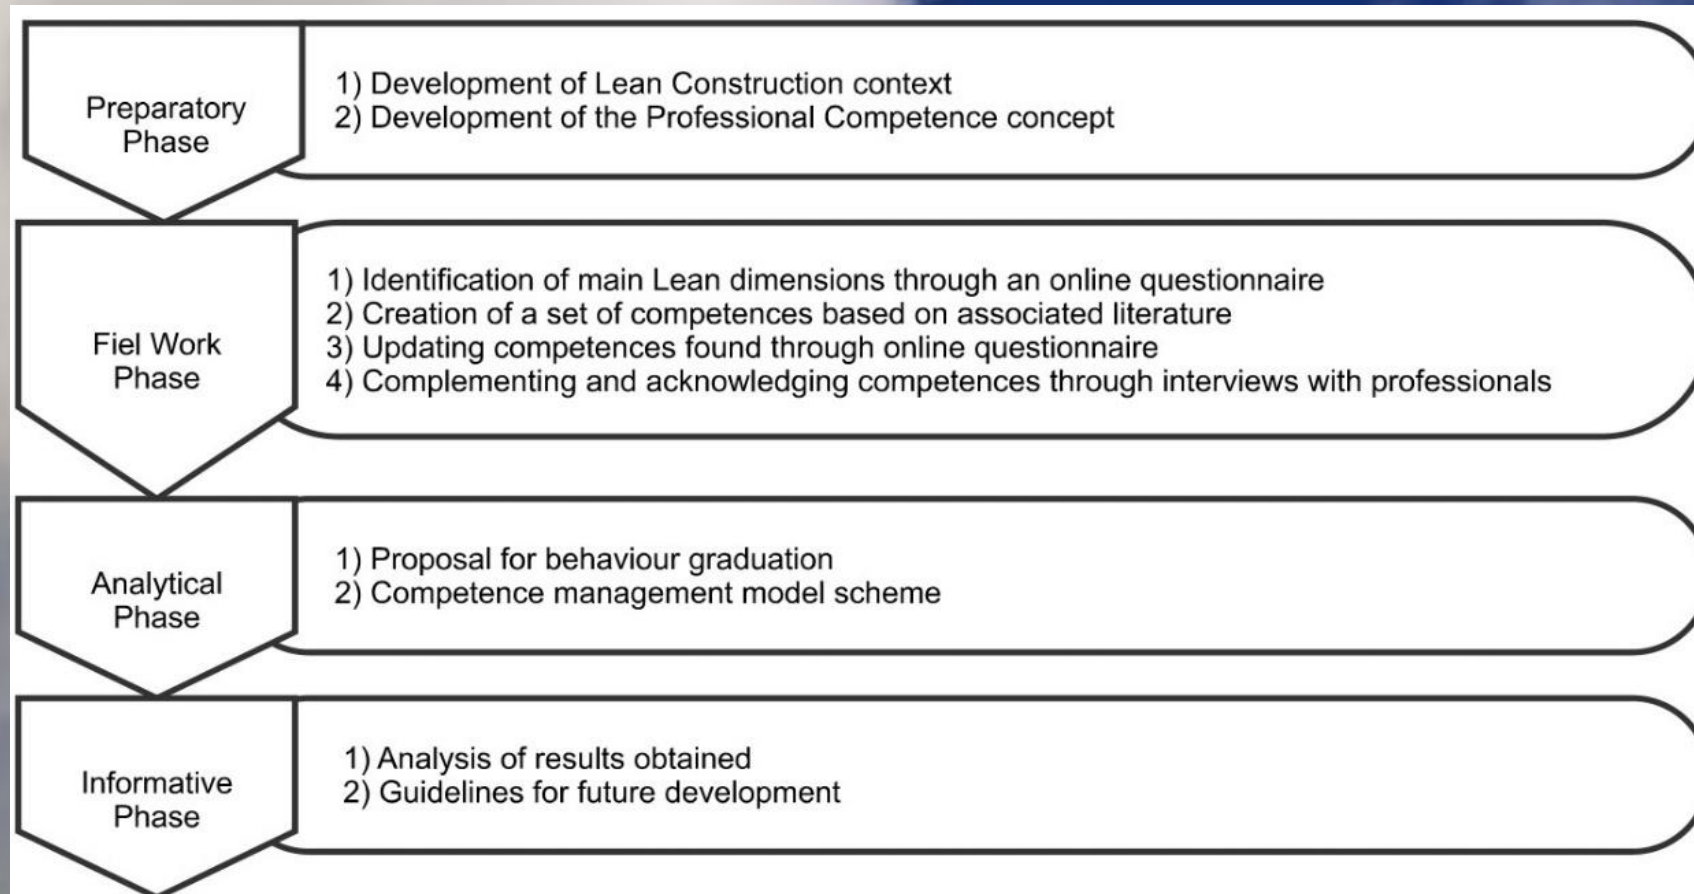 Preparatory
Phase
1) Development of Lean Construction context
2) Development of the Professional Competence concept
Fiel Work
Phase
1) Identification of main Lean dimensions through an online questionnaire
2) Creation of a set of competences based on associated literature
3) Updating competences found through online questionnaire
4) Complementing and acknowledging competences through interviews with professionals
Analytical
Phase
1) Proposal for behaviour graduation
2) Competence management model scheme
Informative
Phase
1) Analysis of results obtained
2) Guidelines for future development